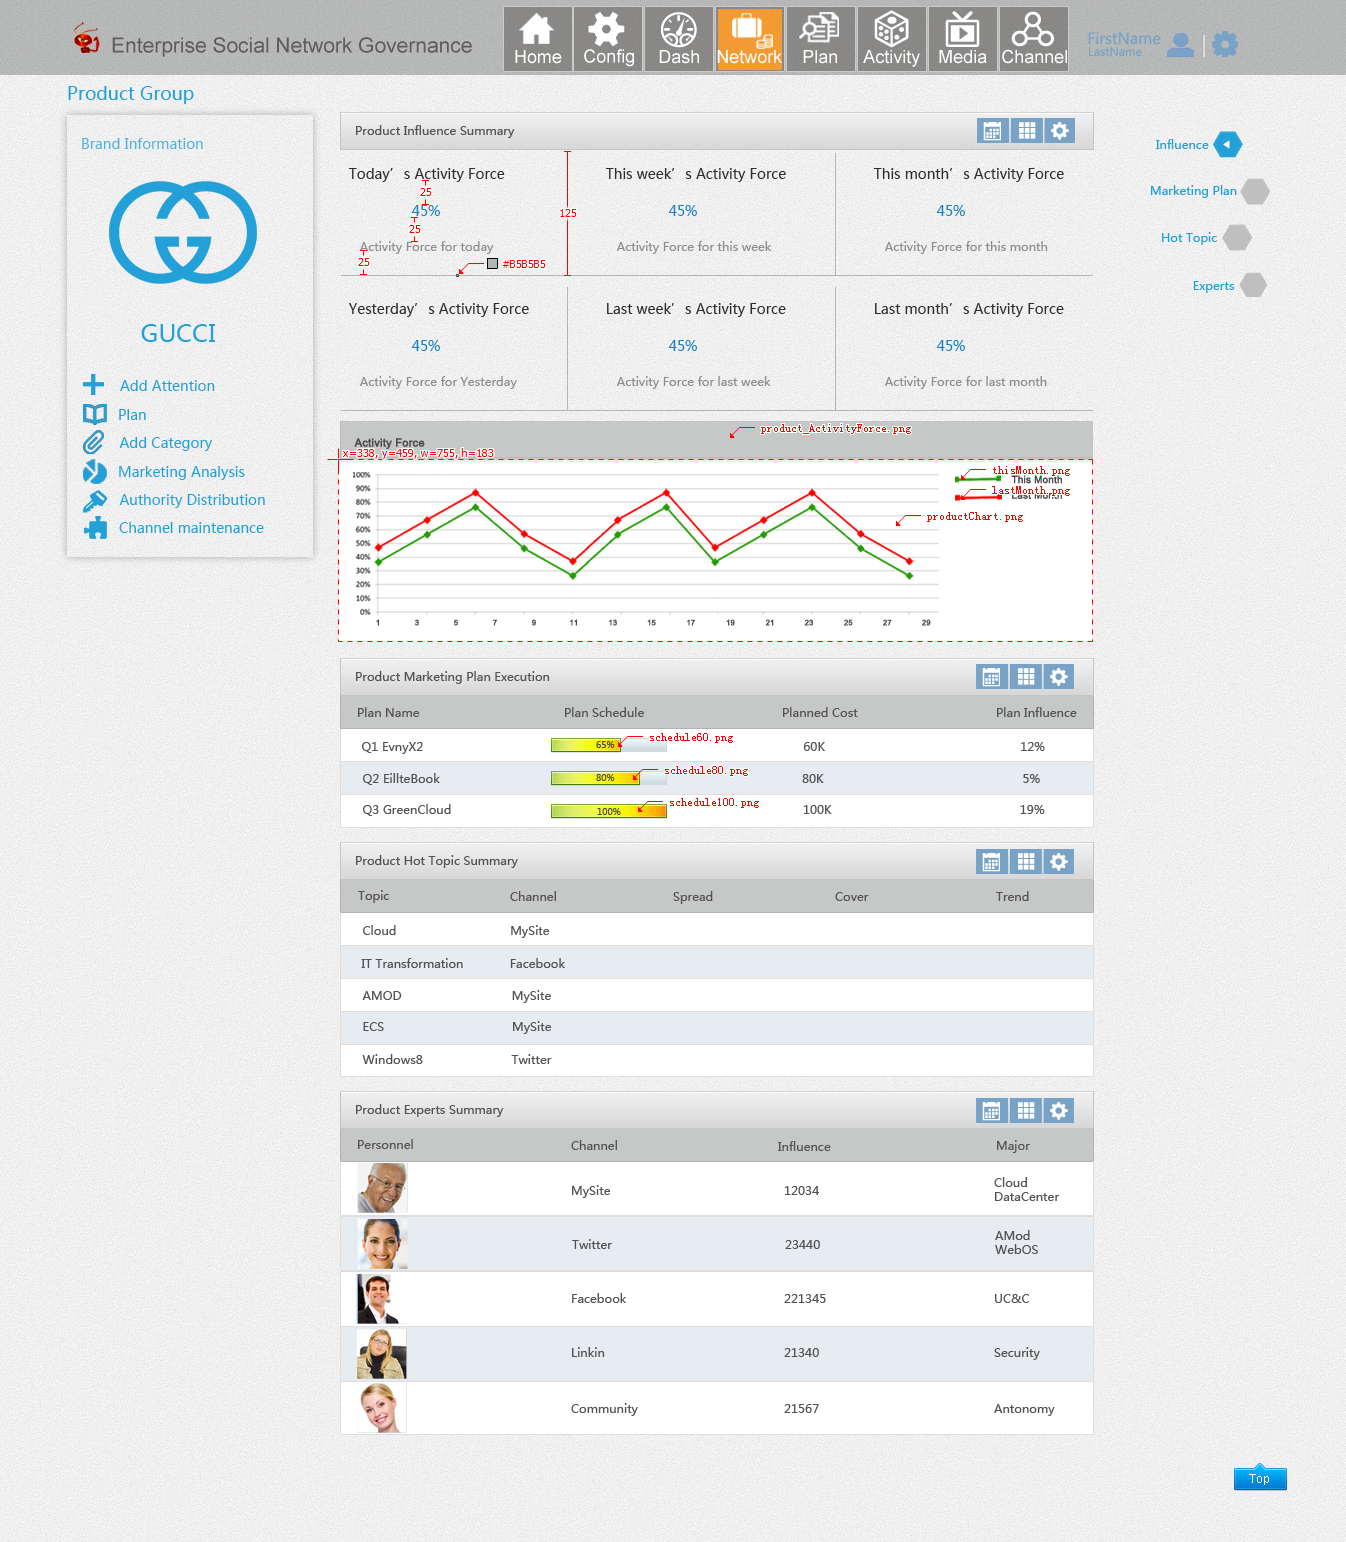 Enterprise Social Network Governance
Home
Config
Dash
Network
Plan
Activity
Media
Channel
FirstName
LastName
Product Group
Brand Information
GUCCI
Add Attention
Plan
Add Category
Marketing Analysis
Authority Distribution
Channel maintenance
Product Influence Summary
Today's Activity Force
This week's Activity Force
This month's Activity Force
25
125
45%
45%
45%
25
Activity Force for today
Activity Force for this week
Activity Force for this month
25
#B5B5B5
Yesterday's Activity Force
Last week's Activity Force
Last month's Activity Force
45%
45%
45%
Activity Force for Yesterday
Activity Force for last week
Activity Force for last month
Influence
Marketing Plan
Hot Topic
Experts
product_ActivityForce.png
Activity Force
x=338, y=459, w=755, h=183
thisMonth.png
This Month
lastMonth.png
Last Month
productChart.png
100%
90%
80%
70%
60%
50%
40%
30%
20%
10%
0%
1 3 5 7 9 11 13 15 17 19 21 23 25 27 29
Product Marketing Plan Execution
Plan Name Plan Schedule Planned Cost Plan Influence
Q1 EvnyX2 65% schedule60.png 60K 12%
Q2 EillteBook 80% schedule80.png 80K 5%
Q3 GreenCloud 100% schedule100.png 100K 19%
Product Hot Topic Summary
Topic Channel Spread Cover Trend
Cloud MySite
IT Transformation Facebook
AMOD MySite
ECS MySite
Windows8 Twitter
Product Experts Summary
Personnel Channel Influence Major
MySite 12034 Cloud
DataCenter
Twitter 23440 AMod
WebOS
Facebook 221345 UC&C
Linkin 21340 Security
Community 21567 Antonomy
Top